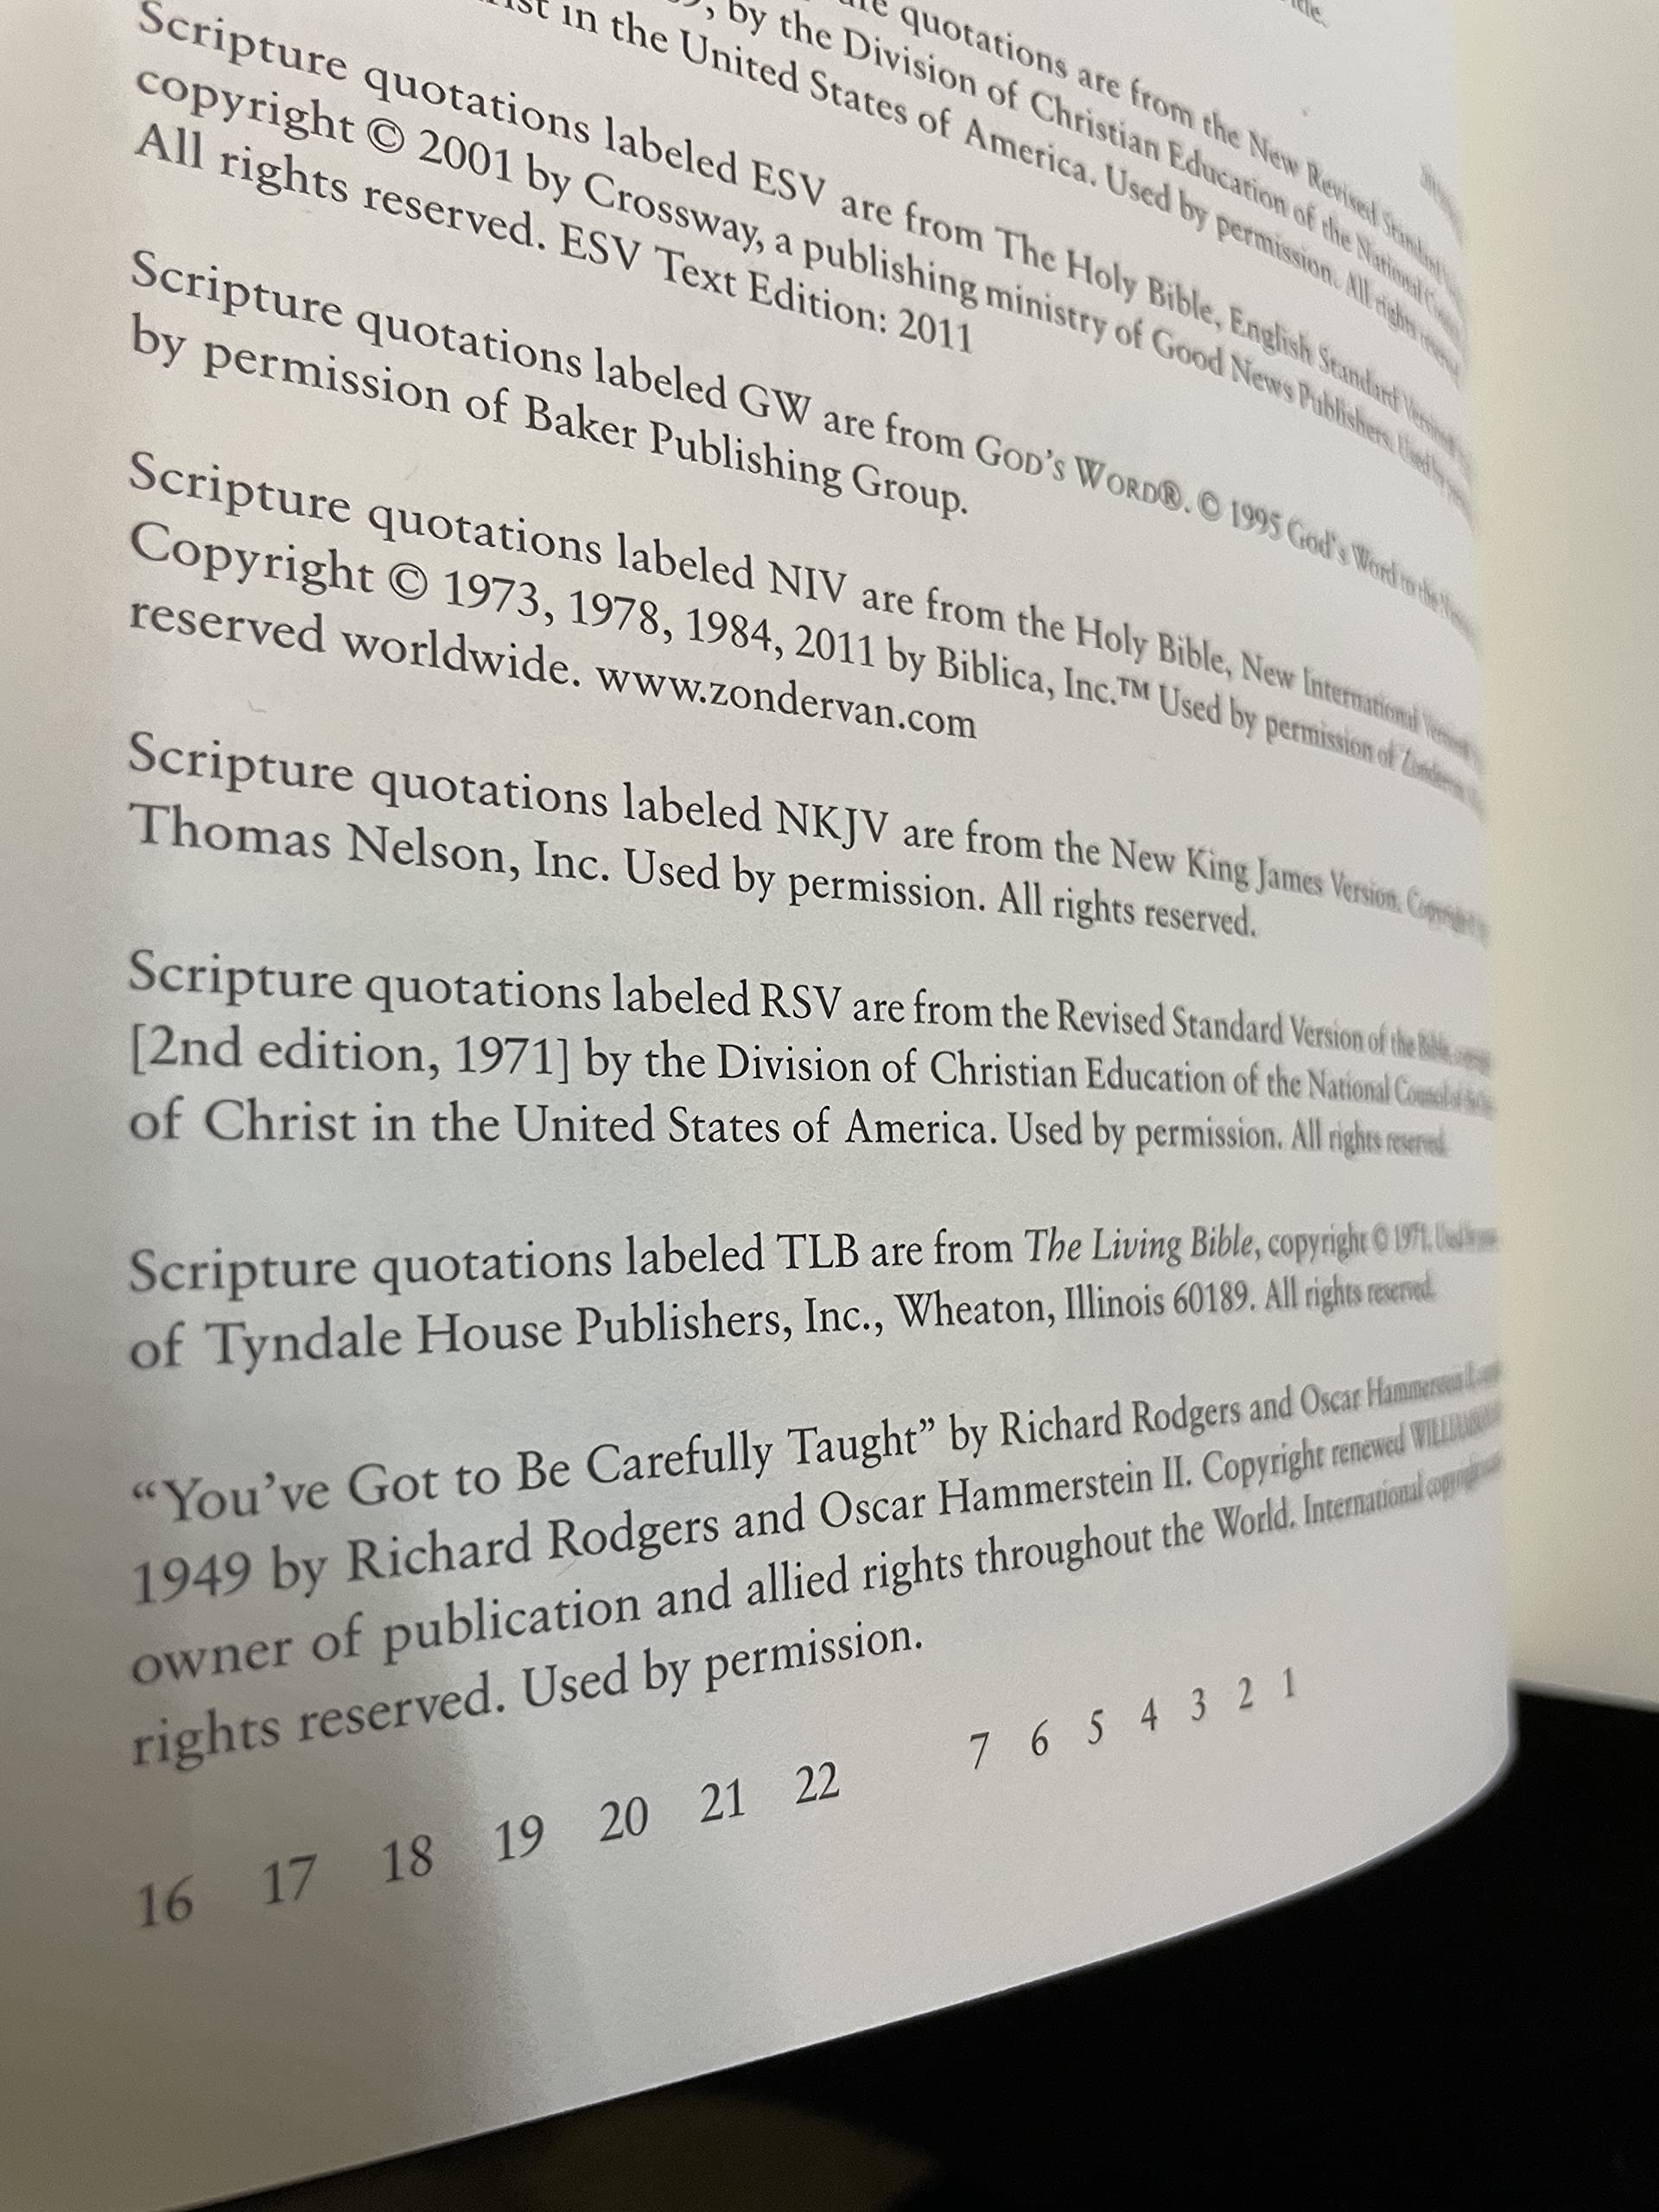 tle.
quotations are from the New Revised Standard
, by the Division of Christian Education of the National
in the United States of America. Used by permission. All rights
Scripture quotations labeled ESV are from The Holy Bible, English Standard Version
copyright © 2001 by Crossway, a publishing ministry of Good News Publishers. Used by
All rights reserved. ESV Text Edition: 2011
Scripture quotations labeled GW are from GOD'S WORD®. © 1995 God's Word to the
by permission of Baker Publishing Group.
Scripture quotations labeled NIV are from the Holy Bible, New International
Copyright © 1973, 1978, 1984, 2011 by Biblica, Inc.™ Used by permission of
reserved worldwide. www.zondervan.com
Scripture quotations labeled NKJV are from the New King James Version. Copyright
Thomas Nelson, Inc. Used by permission. All rights reserved.
Scripture quotations labeled RSV are from the Revised Standard Version of the Bible,
[2nd edition, 1971] by the Division of Christian Education of the National Council of
of Christ in the United States of America. Used by permission. All rights reserved.
Scripture quotations labeled TLB are from The Living Bible, copyright © 1971.
of Tyndale House Publishers, Inc., Wheaton, Illinois 60189. All rights reserved.
“You’ve Got to Be Carefully Taught” by Richard Rodgers and Oscar Hammerstein
1949 by Richard Rodgers and Oscar Hammerstein II. Copyright renewed
owner of publication and allied rights throughout the World. International
rights reserved. Used by permission.
16 17 18 19 20 21 22 7 6 5 4 3 2 1